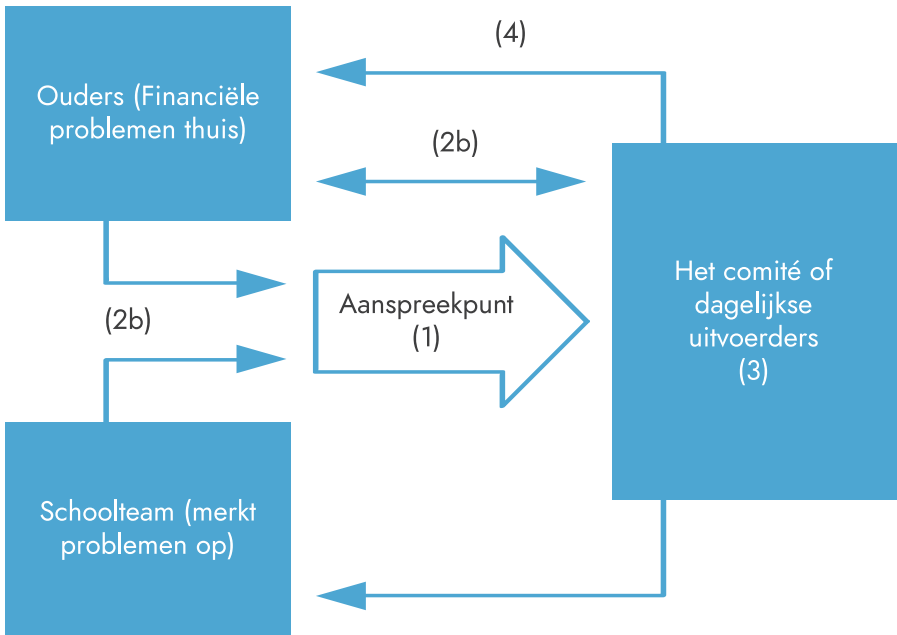 (4)
Ouders (Financiële
problemen thuis)
(2b)
Aanspreekpunt
(1)
(2b)
Het comité of
dagelijkse
uitvoerders
(3)
Schoolteam (merkt
problemen op)